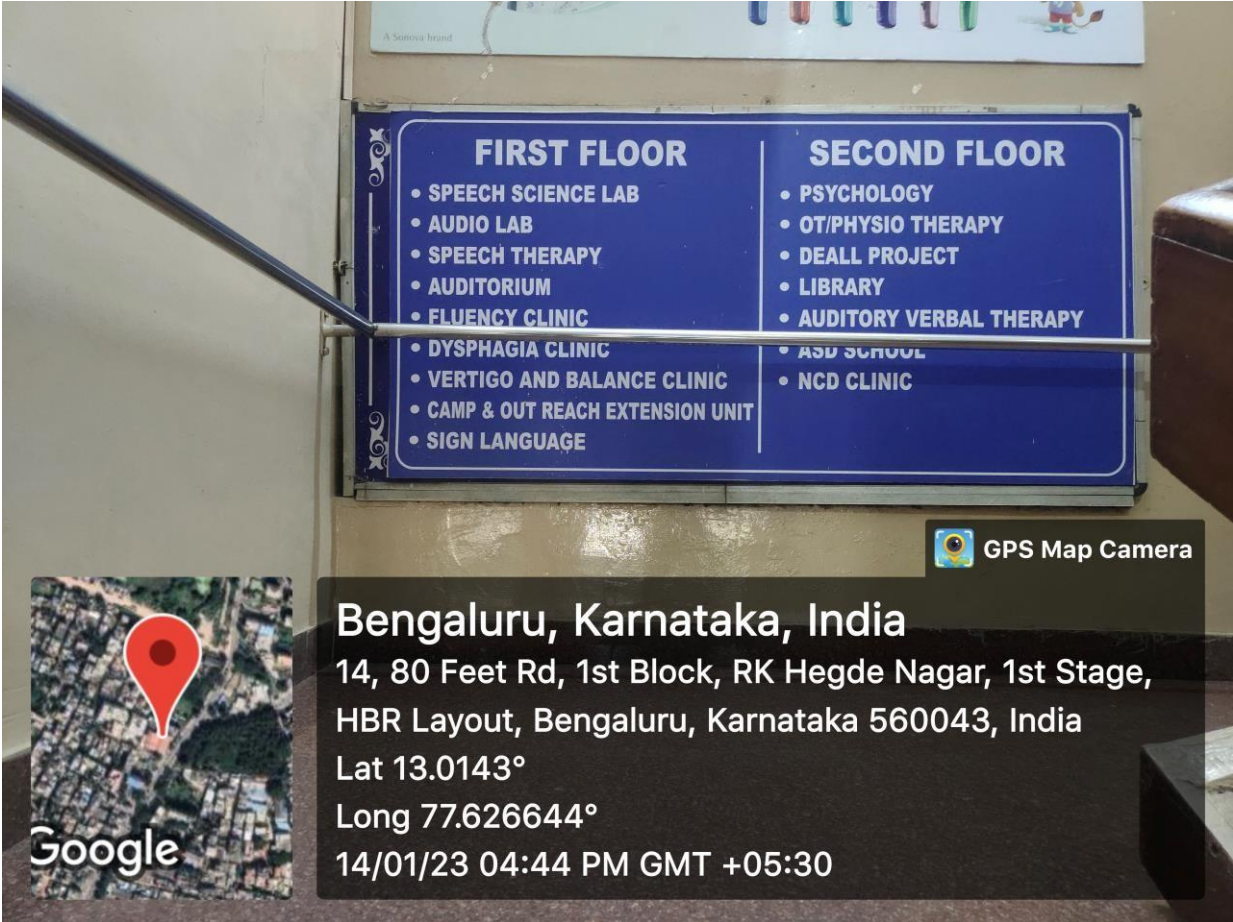 A Sonova brand
FIRST FLOOR
• SPEECH SCIENCE LAB
• AUDIO LAB
• SPEECH THERAPY
• AUDITORIUM
• FLUENCY CLINIC
• DYSPHAGIA CLINIC
• VERTIGO AND BALANCE CLINIC
• CAMP & OUT REACH EXTENSION UNIT
• SIGN LANGUAGE
SECOND FLOOR
• PSYCHOLOGY
• OT/PHYSIO THERAPY
• DEALL PROJECT
• LIBRARY
• AUDITORY VERBAL THERAPY
• ASD SCHOOL
• NCD CLINIC
GPS Map Camera
Bengaluru, Karnataka, India
14, 80 Feet Rd, 1st Block, RK Hegde Nagar, 1st Stage,
HBR Layout, Bengaluru, Karnataka 560043, India
Lat 13.0143°
Long 77.626644°
14/01/23 04:44 PM GMT +05:30
Google